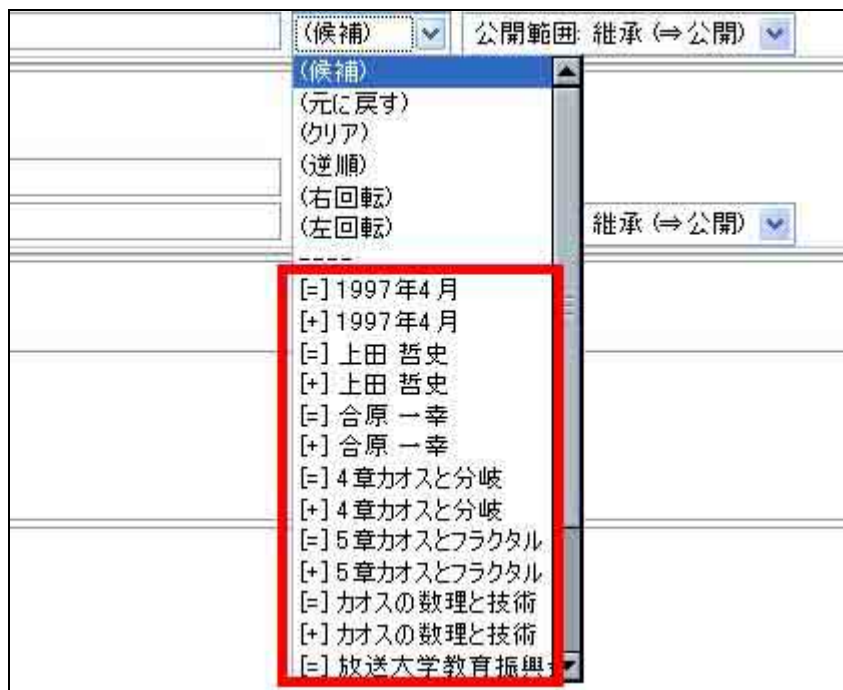 (候補) 公開範囲: 継承 (⇒公開)
(候補)
(元に戻す)
(クリア)
(逆順)
(右回転)
(左回転) 継承 (⇒公開)
----
[=] 1997年4月
[+] 1997年4月
[=] 上田 哲史
[+] 上田 哲史
[=] 合原 一幸
[+] 合原 一幸
[=] 4章カオスと分岐
[+] 4章カオスと分岐
[=] 5章カオスとフラクタル
[+] 5章カオスとフラクタル
[=] カオスの数理と技術
[+] カオスの数理と技術
[=] 放送大学教育振興